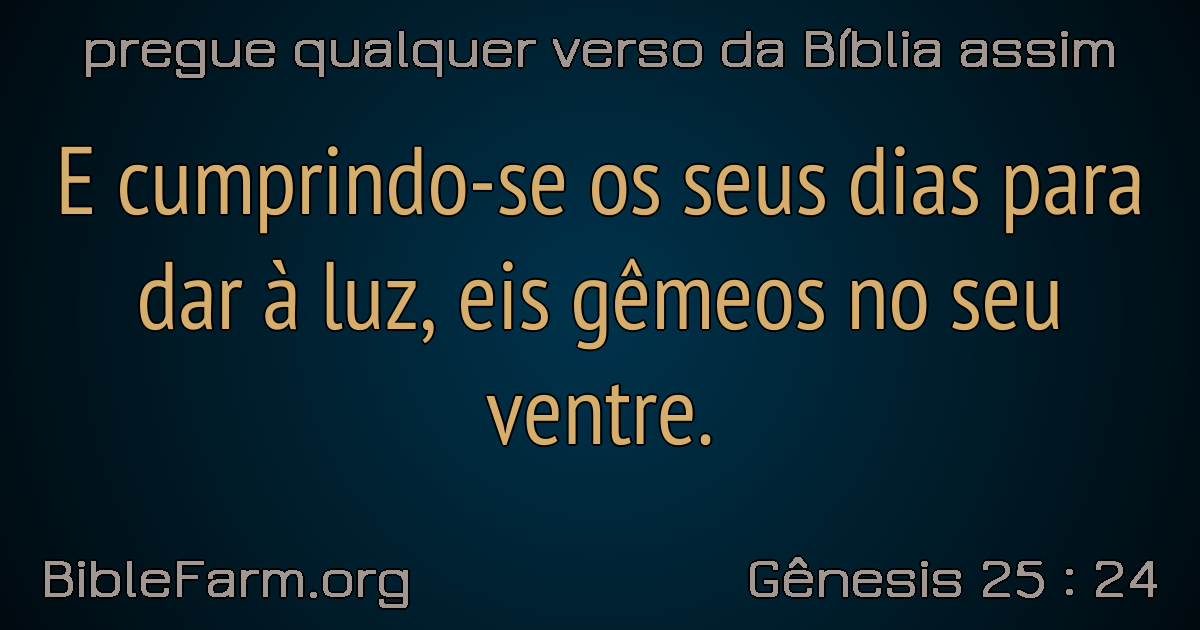 pregue qualquer verso da Bíblia assim
E cumprindo-se os seus dias para
dar à luz, eis gêmeos no seu
ventre.
BibleFarm.org
Gênesis 25 : 24